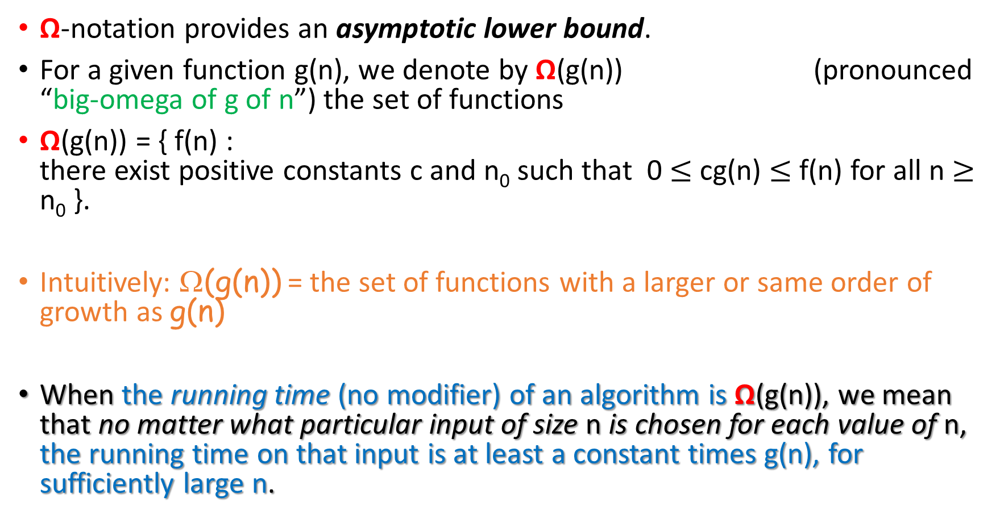 • Ω-notation provides an asymptotic lower bound.
• For a given function g(n), we denote by Ω(g(n)) (pronounced
“big-omega of g of n”) the set of functions
• Ω(g(n)) = { f(n) :
there exist positive constants c and n₀ such that 0 ≤ cg(n) ≤ f(n) for all n ≥
n₀ }.
• Intuitively: Ω(g(n)) = the set of functions with a larger or same order of
growth as g(n)
• When the running time (no modifier) of an algorithm is Ω(g(n)), we mean
that no matter what particular input of size n is chosen for each value of n,
the running time on that input is at least a constant times g(n), for
sufficiently large n.